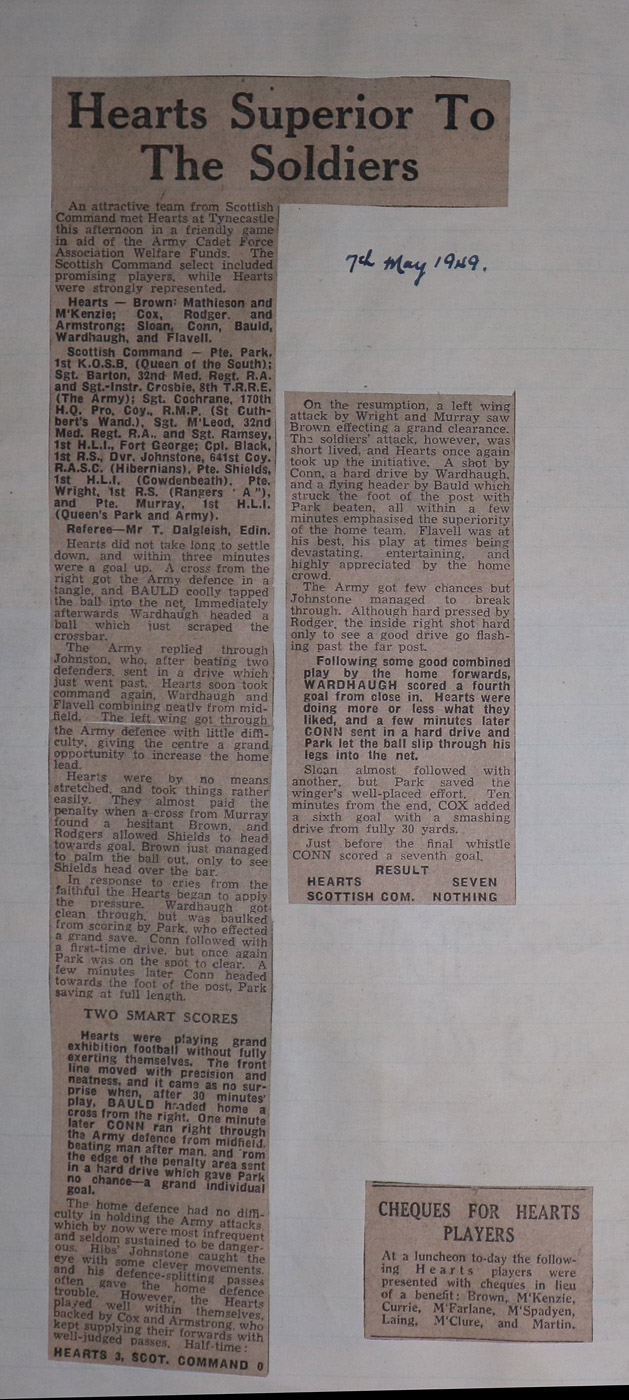 Hearts Superior To
The Soldiers
An attractive team from Scottish
Command met Hearts at Tynecastle
this afternoon in a friendly game
in aid of the Army Cadet Force
Association Welfare Funds. The
Scottish Command select included
promising players, while Hearts
were strongly represented.
Hearts — Brown: Mathieson and
M'Kenzie; Cox, Rodger. and
Armstrong; Sloan, Conn, Bauld,
Wardhaugh, and Flavell.
Scottish Command — Pte. Park,
1st K.O.S.B. (Queen of the South);
Sgt. Barton, 32nd Med. Regt. R.A.
and Sgt.-Instr. Crosbie, 8th T.R.R.E.
(The Army); Sgt. Cochrane, 170th
H.Q. Pro. Coy., R.M.P. (St Cuth-
bert's Wand.), Sgt. M'Leod, 32nd
Med. Regt. R.A.. and Sgt. Ramsey,
1st H.L.I., Fort George; Cpl. Black,
1st R.S., Dvr. Johnstone, 641st Coy.
R.A.S.C. (Hibernians), Pte. Shields,
1st H.L.I. (Cowdenbeath), Pte.
Wright, 1st R.S. (Rangers 'A"),
and Pte. Murray, 1st H.L.I.
(Queen's Park and Army).
Referee—Mr T. Dalgleish, Edin.
Hearts did not take long to settle
down, and within three minutes
were a goal up. A cross from the
right got the Army defence in a
tangle, and BAULD coolly tapped
the ball into the net. Immediately
afterwards Wardhaugh headed a
ball which just scraped the
crossbar.
The Army replied through
Johnston, who, after beating two
defenders, sent in a drive which
just went past. Hearts soon took
command again, Wardhaugh and
Flavell combining neatly from mid-
field. The left wing got through
the Army defence with little diffi-
culty, giving the centre a grand
opportunity to increase the home
lead.
Hearts were by no means
stretched, and took things rather
easily. They almost paid the
penalty when a cross from Murray
found a hesitant Brown, and
Rodgers allowed Shields to head
towards goal. Brown just managed
to palm the ball out, only to see
Shields head over the bar.
In response to cries from the
faithful the Hearts began to apply
the pressure. Wardhaugh got
clean through, but was baulked
from scoring by Park, who effected
a grand save. Conn followed with
a first-time drive, but once again
Park was on the spot to clear. A
few minutes later Conn headed
towards the foot of the post, Park
saving at full length.
TWO SMART SCORES
Hearts were playing grand
exhibition football without fully
exerting themselves. The front
line moved with precision and
neatness, and it came as no sur-
prise when, after 30 minutes'
play, BAULD headed home a
cross from the right. One minute
later CONN ran right through
the Army defence from midfield,
beating man after man, and from
the edge of the penalty area sent
in a hard drive which gave Park
no chance—a grand individual
goal.
The home defence had no diffi-
culty in holding the Army attacks,
which by now were most infrequent
and seldom sustained to be danger-
ous. Hibs' Johnstone caught the
eye with some clever movements,
and his defence-splitting passes
often gave the home defence
trouble. However, the Hearts
played well within themselves,
backed by Cox and Armstrong, who
kept supplying their forwards with
well-judged passes. Half-time:
HEARTS 3, SCOT. COMMAND 0
7th May 1949.
On the resumption, a left wing
attack by Wright and Murray saw
Brown effecting a grand clearance.
The soldiers' attack, however, was
short lived, and Hearts once again
took up the initiative. A shot by
Conn, a hard drive by Wardhaugh,
and a flying header by Bauld which
struck the foot of the post with
Park beaten, all within a few
minutes emphasised the superiority
of the home team. Flavell was at
his best, his play at times being
devastating, entertaining, and
highly appreciated by the home
crowd.
The Army got few chances but
Johnstone managed to break
through. Although hard pressed by
Rodger, the inside right shot hard
only to see a good drive go flash-
ing past the far post.
Following some good combined
play by the home forwards,
WARDHAUGH scored a fourth
goal from close in. Hearts were
doing more or less what they
liked, and a few minutes later
CONN sent in a hard drive and
Park let the ball slip through his
legs into the net.
Sloan almost followed with
another, but Park saved the
winger's well-placed effort. Ten
minutes from the end, COX added
a sixth goal with a smashing
drive from fully 30 yards.
Just before the final whistle
CONN scored a seventh goal.
RESULT
HEARTS SEVEN
SCOTTISH COM. NOTHING
CHEQUES FOR HEARTS
PLAYERS
At a luncheon to-day the follow-
ing Hearts players were
presented with cheques in lieu
of a benefit: Brown, M'Kenzie,
Currie, M'Farlane, M'Spadyen,
Laing, M'Clure, and Martin.